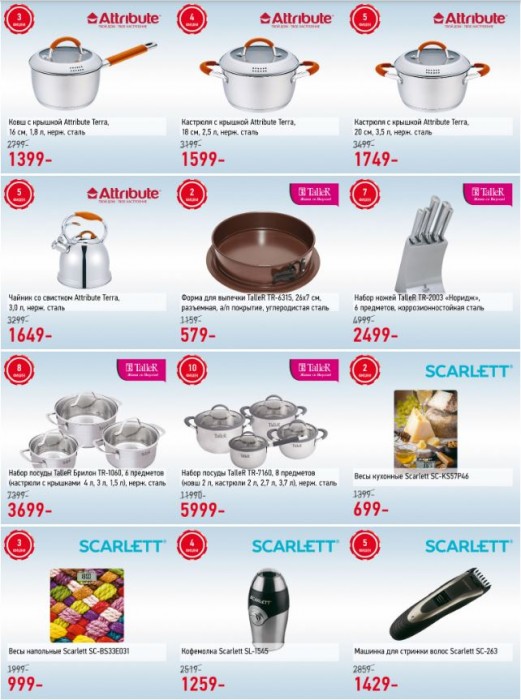 3
Attribute
4
Attribute
5
Attribute
Ковш с крышкой Attribute Terra,
16 см, 1,8 л, нерж. сталь
2799-
1399-
Кастрюля с крышкой Attribute Terra,
18 см, 2,5 л, нерж. сталь
3199-
1599-
Кастрюля с крышкой Attribute Terra,
20 см, 3,5 л, нерж. сталь
3499-
1749-
5
Attribute
2
TalleR
7
TalleR
Чайник со свистком Attribute Terra,
3,0 л, нерж. сталь
3299-
1649-
Форма для выпечки TalleR TR-6315, 26x7 см,
разъемная, а/п покрытие, углеродистая сталь
1159-
579-
Набор ножей TalleR TR-2003 «Норидж»,
6 предметов, коррозионностойкая сталь
4999-
2499-
8
TalleR
10
TalleR
2
SCARLETT
Набор посуды TalleR Брилон TR-1060, 6 предметов
(кастрюли с крышками 4 л, 3 л, 1,5 л), нерж. сталь
7399-
3699-
Набор посуды TalleR TR-7160, 8 предметов
(ковш 2 л, кастрюли 2 л, 2,7 л, 3,7 л), нерж. сталь
11998-
5999-
Весы кухонные Scarlett SC-KS57P46
1399-
699-
3
SCARLETT
4
SCARLETT
5
SCARLETT
SCARLETT
Весы напольные Scarlett SC-BS33E031
1999-
999-
Кофемолка Scarlett SL-1545
2519-
1259-
Машинка для стрижки волос Scarlett SC-263
2859-
1429-